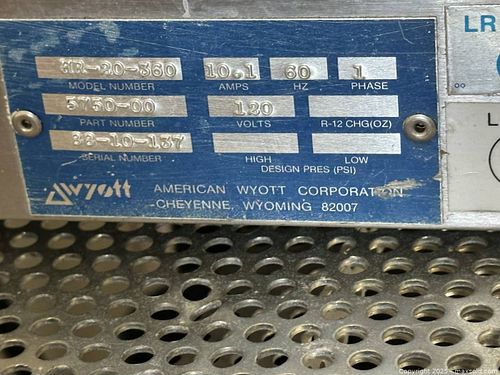 HR-20-360 10.1 60 1
MODEL NUMBER AMPS HZ PHASE
5750-00 120
PART NUMBER VOLTS R-12 CHG(OZ)
88-10-137
SERIAL NUMBER HIGH LOW
DESIGN PRES (PSI)
wyott AMERICAN WYOTT CORPORATION
CHEYENNE, WYOMING 82007
LR
L